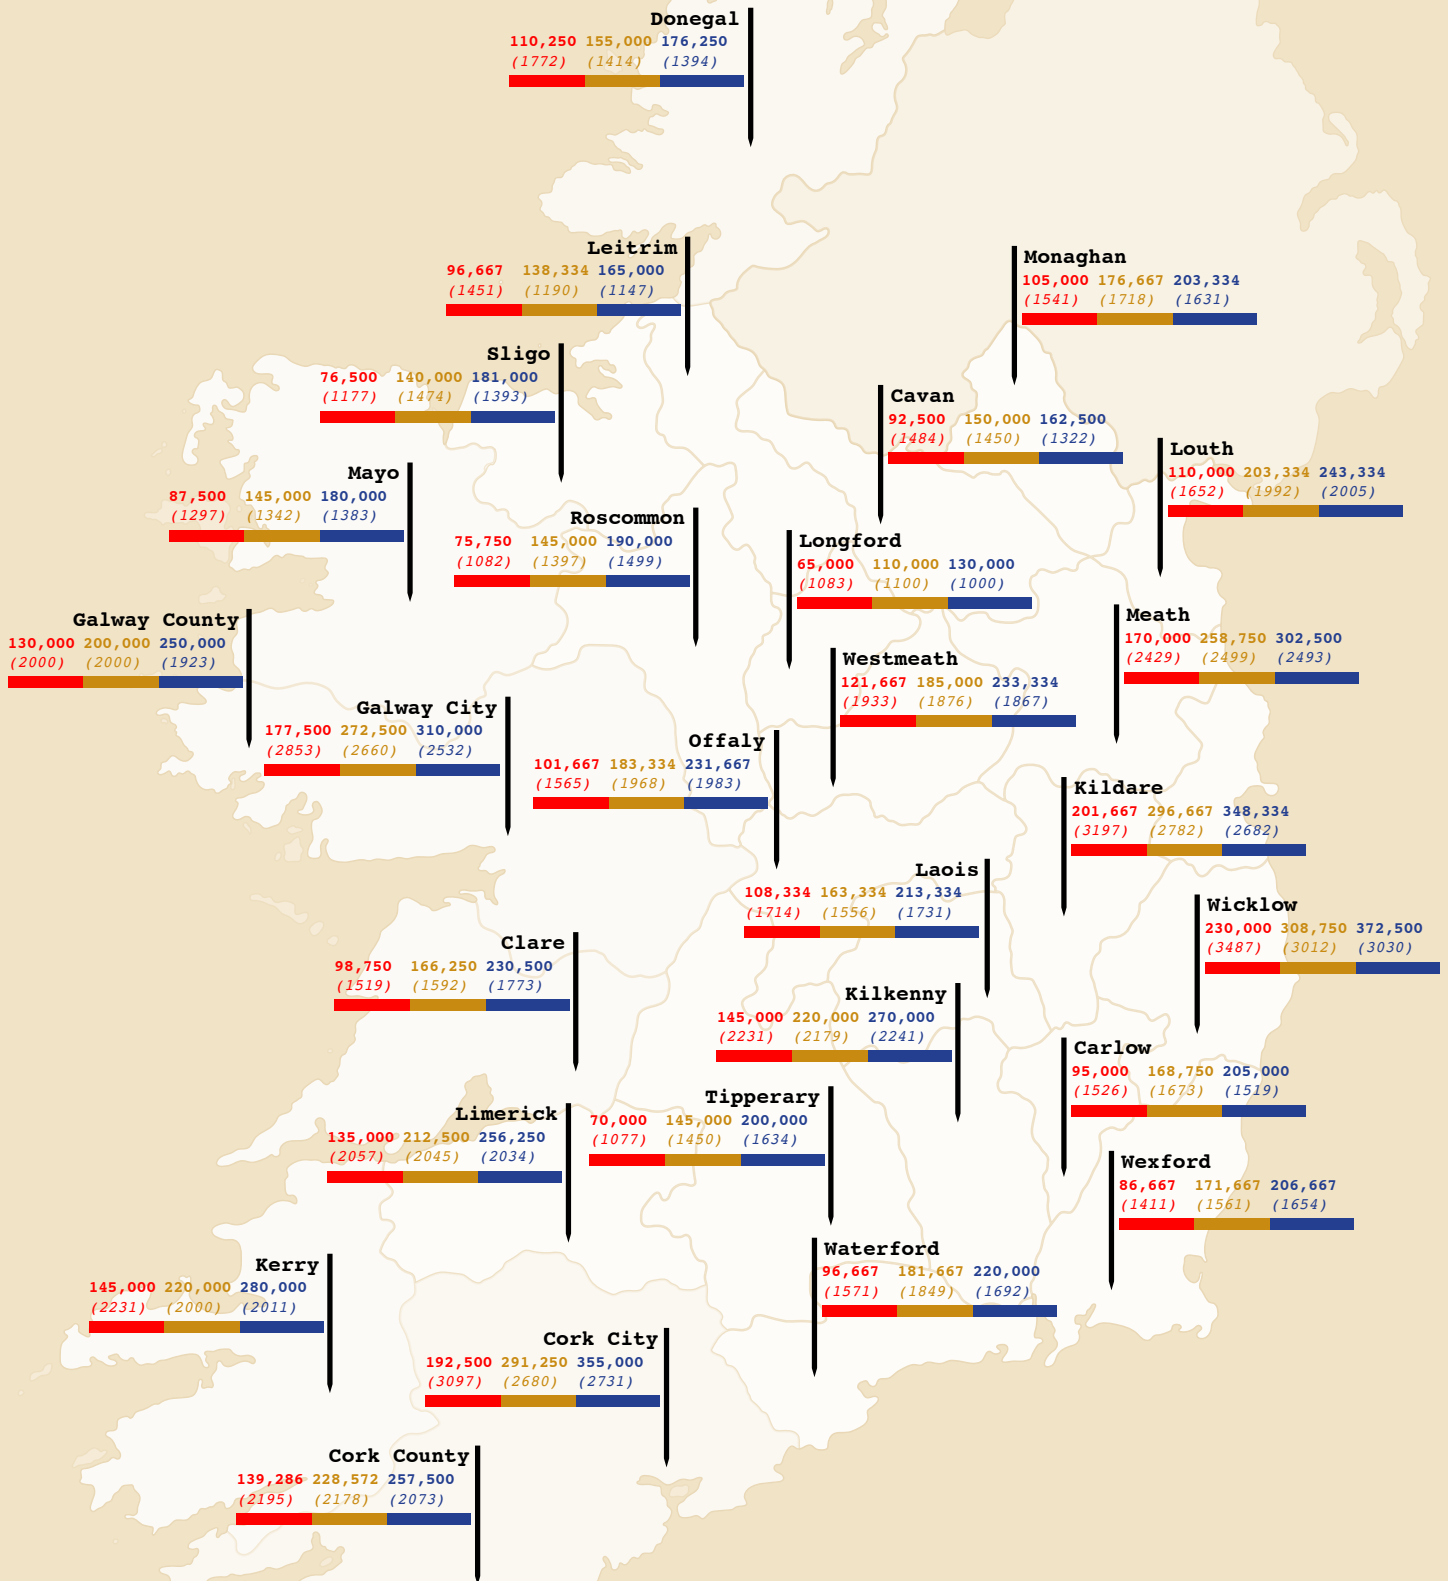 Donegal
110,250 155,000 176,250
(1772) (1414) (1394)
Leitrim
96,667 138,334 165,000
(1451) (1190) (1147)
Monaghan
105,000 176,667 203,334
(1541) (1718) (1631)
Sligo
76,500 140,000 181,000
(1177) (1474) (1393)
Cavan
92,500 150,000 162,500
(1484) (1450) (1322)
Louth
110,000 203,334 243,334
(1652) (1992) (2005)
Mayo
87,500 145,000 180,000
(1297) (1342) (1383)
Roscommon
75,750 145,000 190,000
(1082) (1397) (1499)
Longford
65,000 110,000 130,000
(1083) (1100) (1000)
Galway County
130,000 200,000 250,000
(2000) (2000) (1923)
Meath
170,000 258,750 302,500
(2429) (2499) (2493)
Westmeath
121,667 185,000 233,334
(1933) (1876) (1867)
Galway City
177,500 272,500 310,000
(2853) (2660) (2532)
Offaly
101,667 183,334 231,667
(1565) (1968) (1983)
Kildare
201,667 296,667 348,334
(3197) (2782) (2682)
Laois
108,334 163,334 213,334
(1714) (1556) (1731)
Wicklow
230,000 308,750 372,500
(3487) (3012) (3030)
Clare
98,750 166,250 230,500
(1519) (1592) (1773)
Kilkenny
145,000 220,000 270,000
(2231) (2179) (2241)
Carlow
95,000 168,750 205,000
(1526) (1673) (1519)
Tipperary
70,000 145,000 200,000
(1077) (1450) (1634)
Limerick
135,000 212,500 256,250
(2057) (2045) (2034)
Wexford
86,667 171,667 206,667
(1411) (1561) (1654)
Waterford
96,667 181,667 220,000
(1571) (1849) (1692)
Kerry
145,000 220,000 280,000
(2231) (2000) (2011)
Cork City
192,500 291,250 355,000
(3097) (2680) (2731)
Cork County
139,286 228,572 257,500
(2195) (2178) (2073)